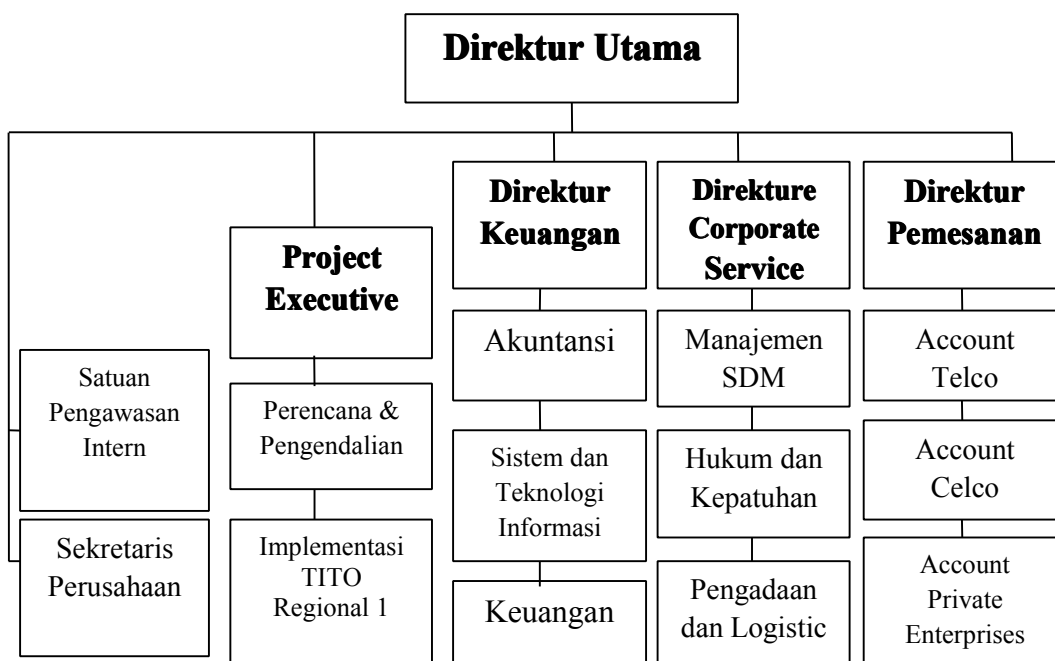 Direktur Utama
Project
Executive
Direktur
Keuangan
Direkture
Corporate
Service
Direktur
Pemesanan
Satuan
Pengawasan
Intern
Sekretaris
Perusahaan
Perencana &
Pengendalian
Implementasi
TITO
Regional 1
Akuntansi
Sistem dan
Teknologi
Informasi
Keuangan
Manajemen
SDM
Hukum dan
Kepatuhan
Pengadaan
dan Logistic
Account
Telco
Account
Celco
Account
Private
Enterprises